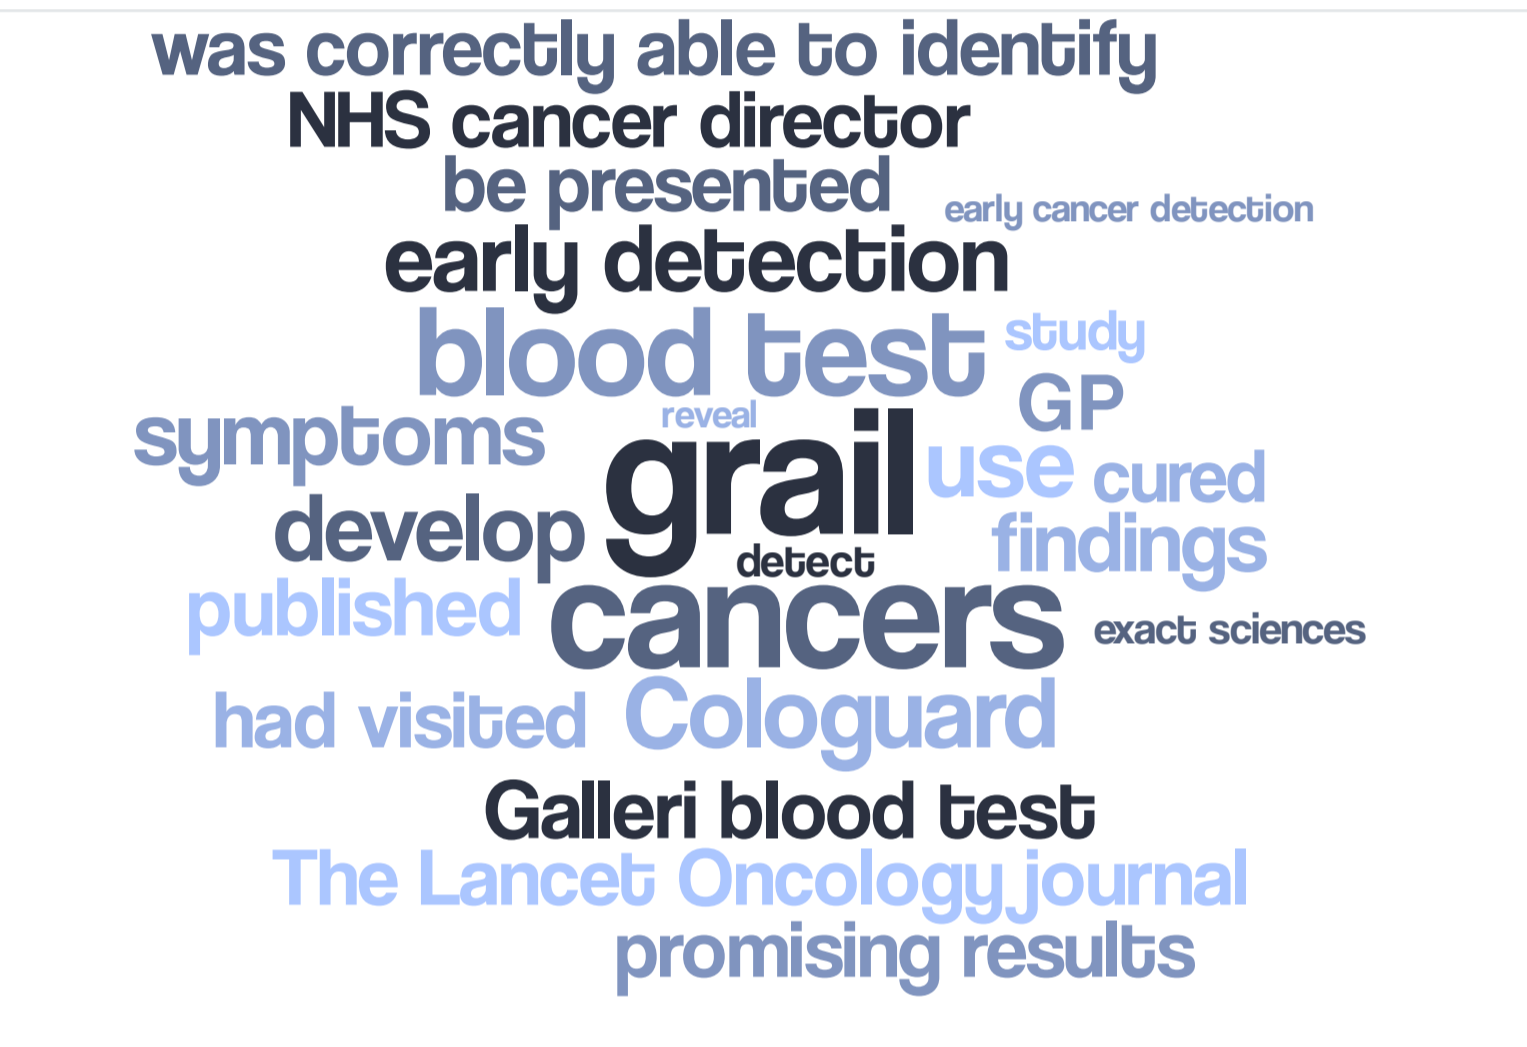 was correctly able to identify
NHS cancer director
be presented
early cancer detection
early detection
blood test
study
GP
reveal
symptoms
grail
use
cured
develop
findings
detect
published
cancers
exact sciences
had visited
Cologuard
Galleri blood test
The Lancet Oncology journal
promising results